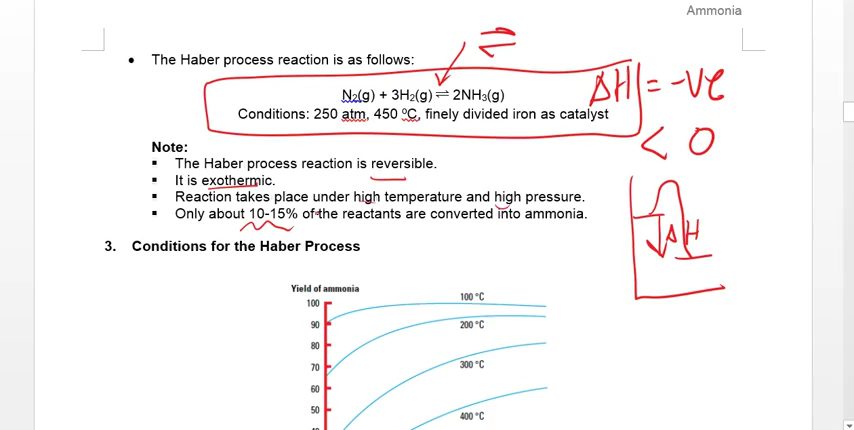 Ammonia
• The Haber process reaction is as follows:
⇌
N₂(g) + 3H₂(g) ⇌ 2NH₃(g)
ΔH = -ve
Conditions: 250 atm, 450 ºC, finely divided iron as catalyst
< 0
Note:
▪ The Haber process reaction is reversible.
▪ It is exothermic.
▪ Reaction takes place under high temperature and high pressure.
▪ Only about 10-15% of the reactants are converted into ammonia.
ΔH
3. Conditions for the Haber Process
Yield of ammonia
100
100 °C
90
200 °C
80
70
300 °C
60
50
400 °C